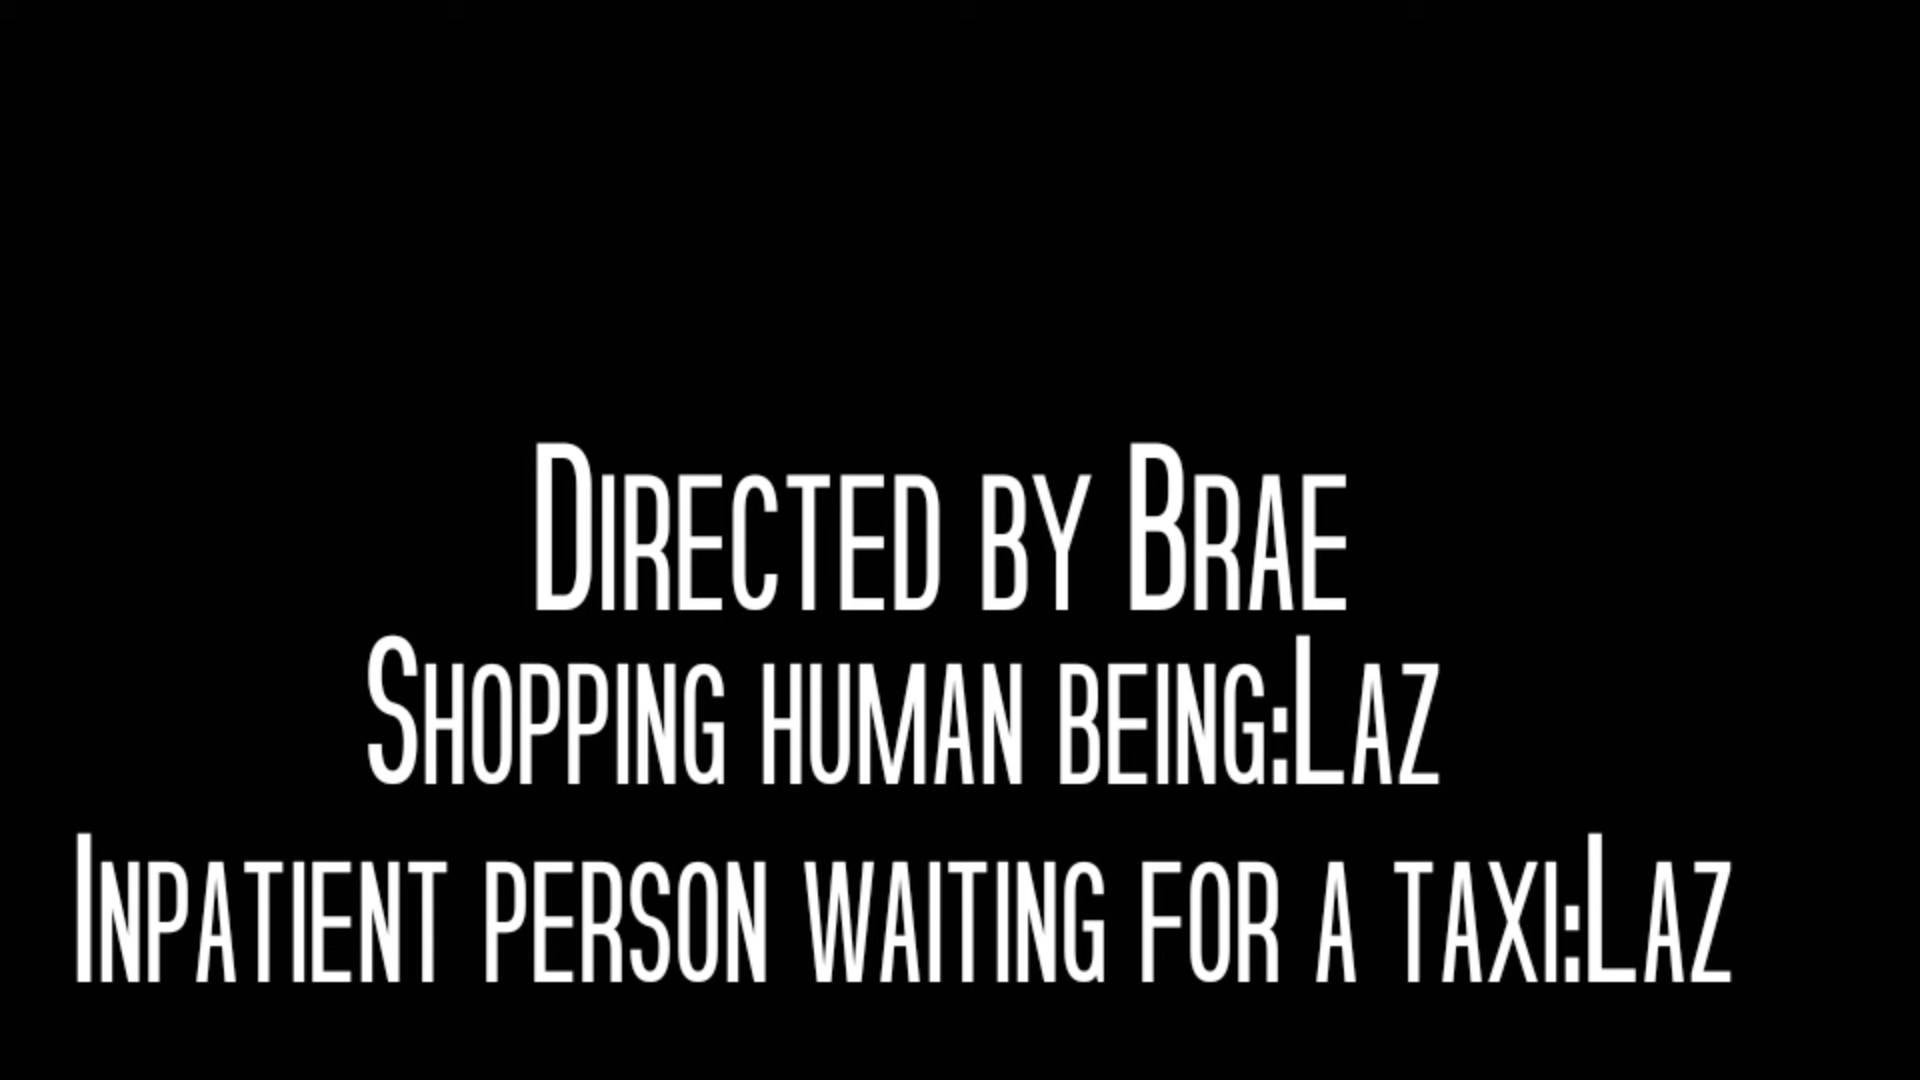 Directed by Brae
Shopping human being:Laz
Inpatient person waiting for a taxi:Laz